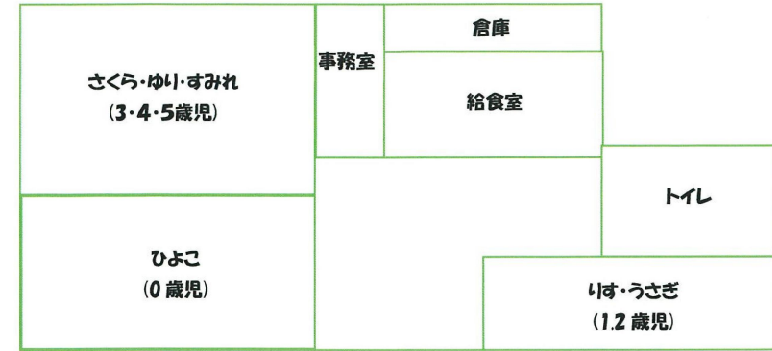 さくら・ゆり・すみれ
(3・4・5歳児)
事務室
倉庫
給食室
トイレ
ひよこ
(0 歳児)
りす・うさぎ
(1.2 歳児)